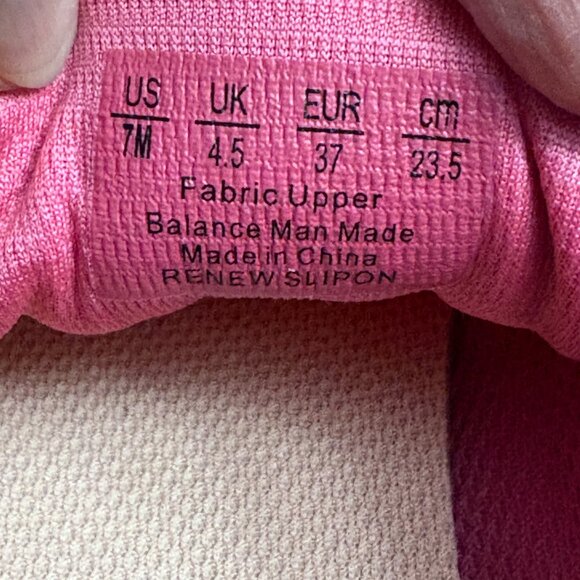 US UK EUR cm
7M 4.5 37 23.5
Fabric Upper
Balance Man Made
Made in China
RENEW SLIPON